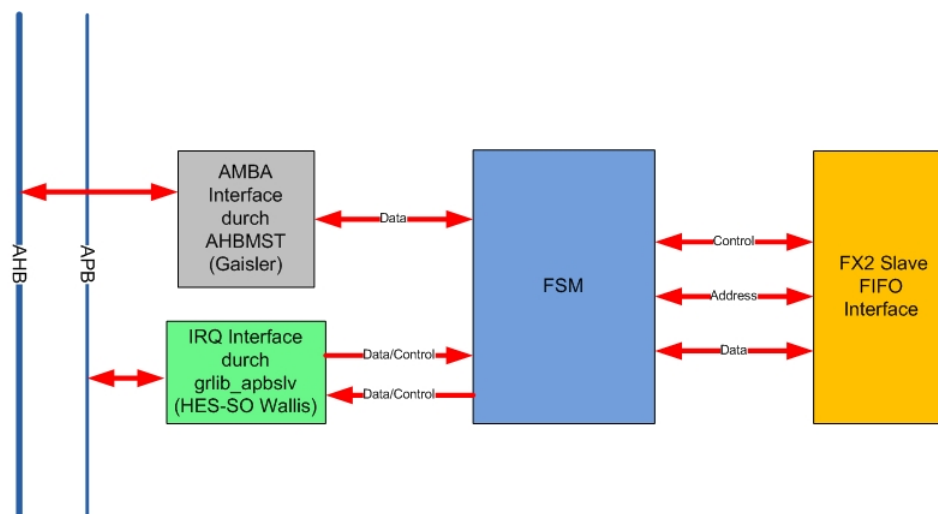 AHB
APB
AMBA
Interface
durch
AHBMST
(Gaisler)
Data
IRQ Interface
durch
grlib_apbslv
(HES-SO Wallis)
Data/Control
Data/Control
FSM
Control
Address
Data
FX2 Slave
FIFO
Interface